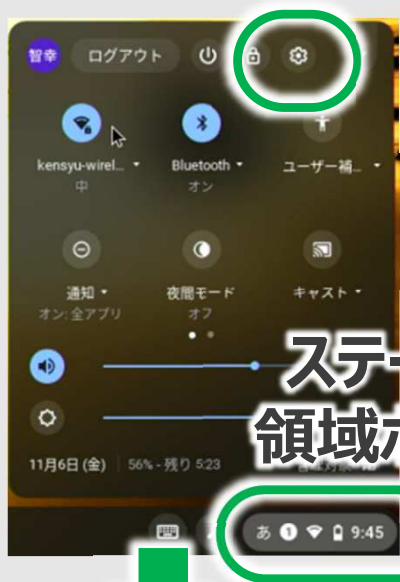 智幸 ログアウト
kensyu-wirel... Bluetooth ユーザー補...
中 オン
通知 夜間モード キャスト
オン: 全アプリ オフ
ステー
領域ボ
11月6日 (金) 56% - 残り 5:23
あ 1 9:45